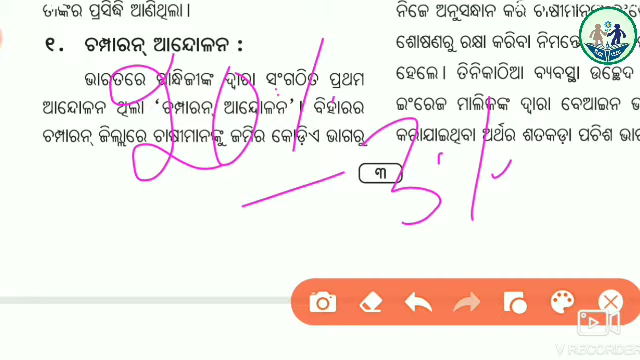 ତାଙ୍କର ପ୍ରସିଦ୍ଧି ଆଣିଥିଲା।
୧. ଚମ୍ପାରନ୍ ଆନ୍ଦୋଳନ :
ଭାରତରେ ଗାନ୍ଧିଜୀଙ୍କ ଦ୍ୱାରା ସଂଗଠିତ ପ୍ରଥମ
ଆନ୍ଦୋଳନ ଥିଲା ‘ଚମ୍ପାରନ୍ ଆନ୍ଦୋଳନ’। ବିହାରର
ଚମ୍ପାରନ୍ ଜିଲ୍ଲାରେ ଚାଷୀମାନଙ୍କୁ ଜମିର କୋଡ଼ିଏ ଭାଗରୁ
ନିଜେ ଅନୁସନ୍ଧାନ କରି
ଶୋଷଣରୁ ରକ୍ଷା କରିବା ନିମନ୍ତେ
ହେଲେ। ତିନିକାଠିଆ ବ୍ୟବସ୍ଥା ଉଚ୍ଛେଦ
ଇଂରେଜ ମାଲିକଙ୍କ ଦ୍ୱାରା ବେଆଇନ
କରାଯାଇଥିବା ଅର୍ଥର ଶତକଡ଼ା ପଚିଶ
୩
20/
3/
V RECORDER